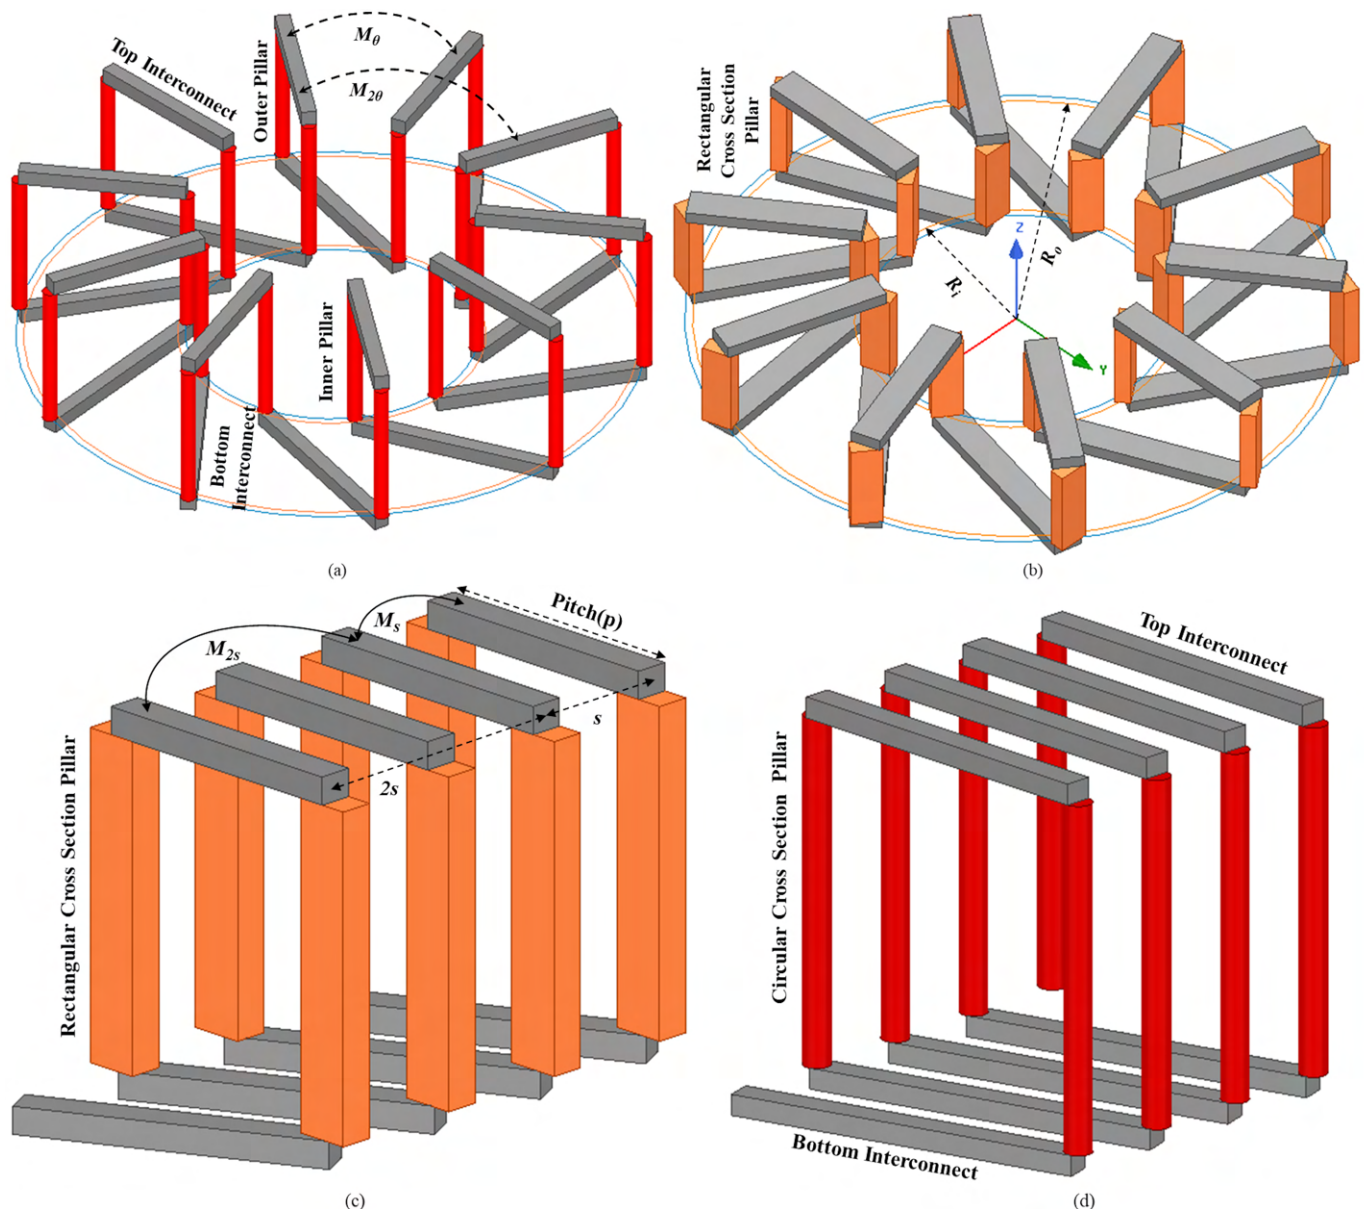 Top Interconnect
Outer Pillar
Mθ
M2θ
Inner Pillar
Bottom
Interconnect
(a)
Rectangular
Cross Section
Pillar
Z
Ro
Ri
Y
(b)
Rectangular Cross Section Pillar
Ms
M2s
Pitch(p)
s
2s
(c)
Circular Cross Section Pillar
Top Interconnect
Bottom Interconnect
(d)